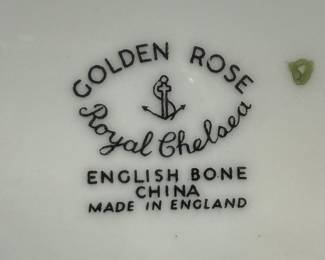 GOLDEN ROSE
Royal Chelsea
ENGLISH BONE
CHINA
MADE IN ENGLAND